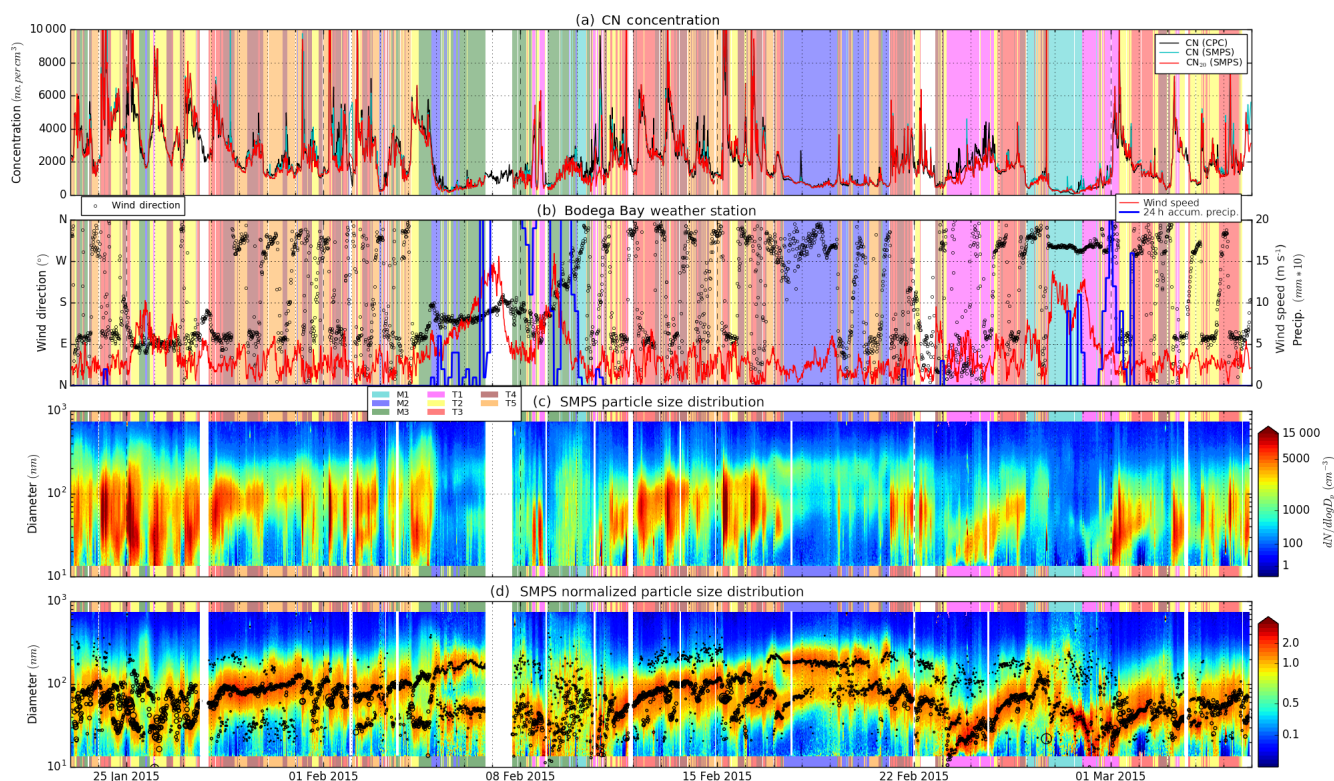 (a) CN concentration
10 000
8000
6000
4000
2000
0
Concentration (no. per cm³)
CN (CPC)
CN (SMPS)
CN₂₀ (SMPS)
Wind direction
(b) Bodega Bay weather station
Wind speed
24 h accum. precip.
N
W
S
E
N
Wind direction (°)
20
15
10
5
0
Wind speed (m s⁻¹)
Precip. (mm * 10)
M1
M2
M3
T1
T2
T3
T4
T5
(c) SMPS particle size distribution
10³
10²
10¹
Diameter (nm)
15 000
5000
1000
100
1
dN/dlogDₚ (cm⁻³)
(d) SMPS normalized particle size distribution
10³
10²
10¹
Diameter (nm)
2.0
1.0
0.5
0.1
25 Jan 2015
01 Feb 2015
08 Feb 2015
15 Feb 2015
22 Feb 2015
01 Mar 2015